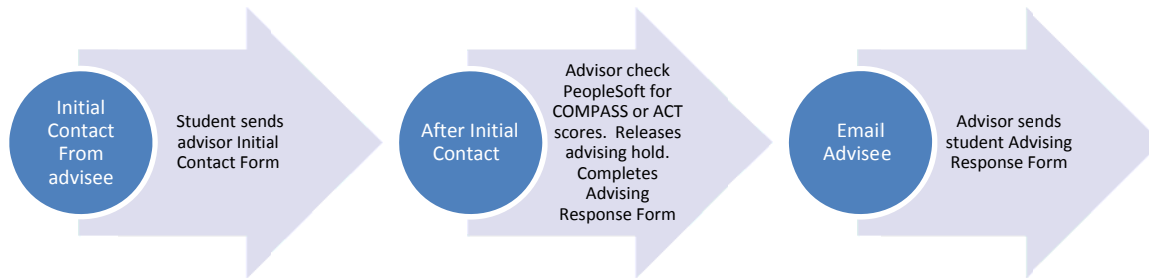 Initial
Contact
From
advisee
Student sends
advisor Initial
Contact Form
After Initial
Contact
Advisor check
PeopleSoft for
COMPASS or ACT
scores.  Releases
advising hold.
Completes
Advising
Response Form
Email
Advisee
Advisor sends
student Advising
Response Form